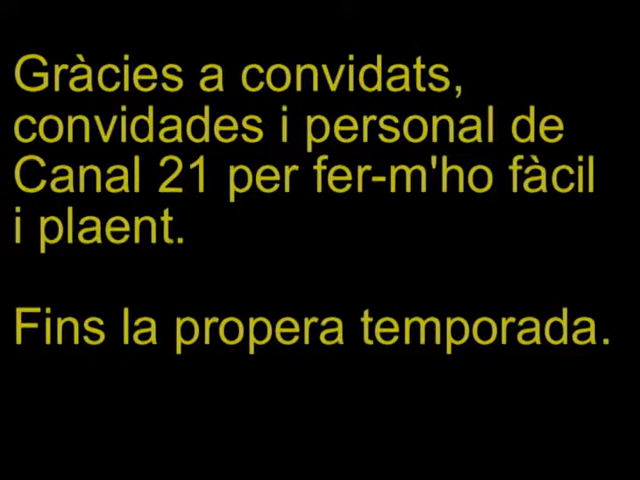 Gràcies a convidats,
convidades i personal de
Canal 21 per fer-m'ho fàcil
i plaent.
Fins la propera temporada.